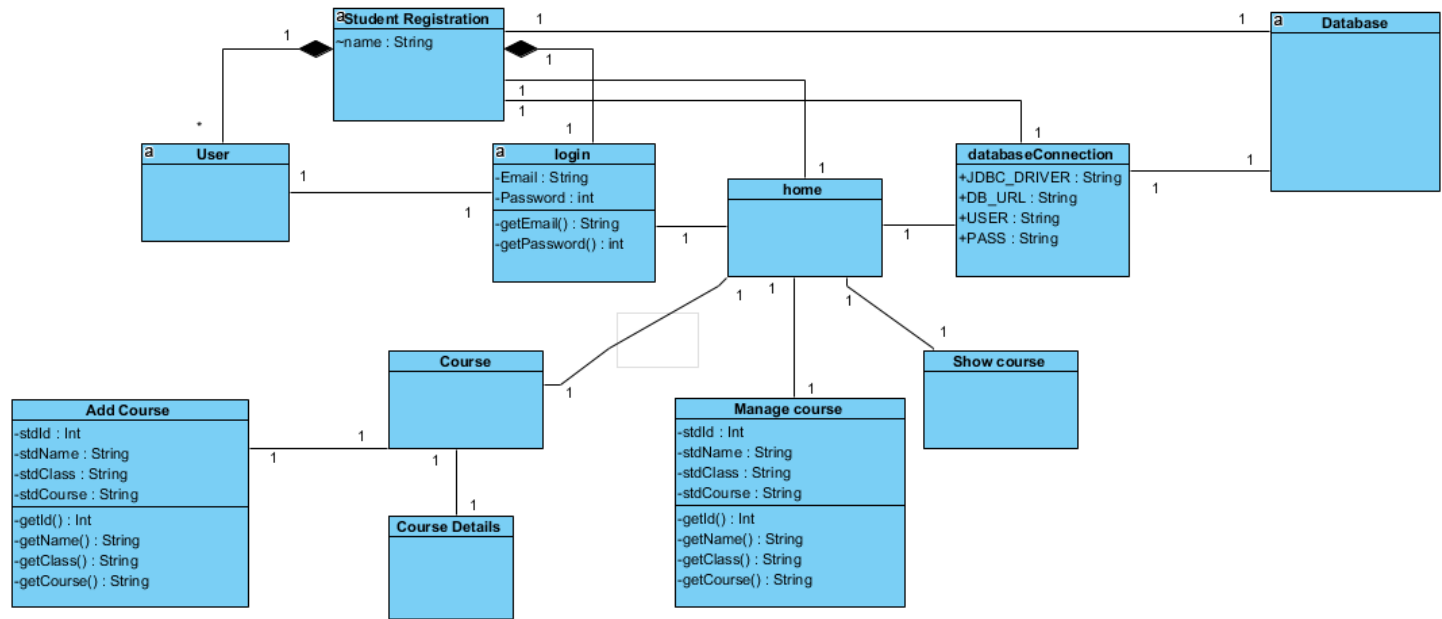 a
Student Registration
~name : String
1
1
a
Database
1
1
1
1
*
1
1
1
a
User
a
login
-Email : String
-Password : int
-getEmail() : String
-getPassword() : int
1
1
1
home
databaseConnection
+JDBC_DRIVER : String
+DB_URL : String
+USER : String
+PASS : String
1
1
1
1
1
1
1
1
Course
1
Show course
1
Add Course
-stdId : Int
-stdName : String
-stdClass : String
-stdCourse : String
-getId() : Int
-getName() : String
-getClass() : String
-getCourse() : String
1
1
1
1
Course Details
1
Manage course
-stdId : Int
-stdName : String
-stdClass : String
-stdCourse : String
-getId() : Int
-getName() : String
-getClass() : String
-getCourse() : String